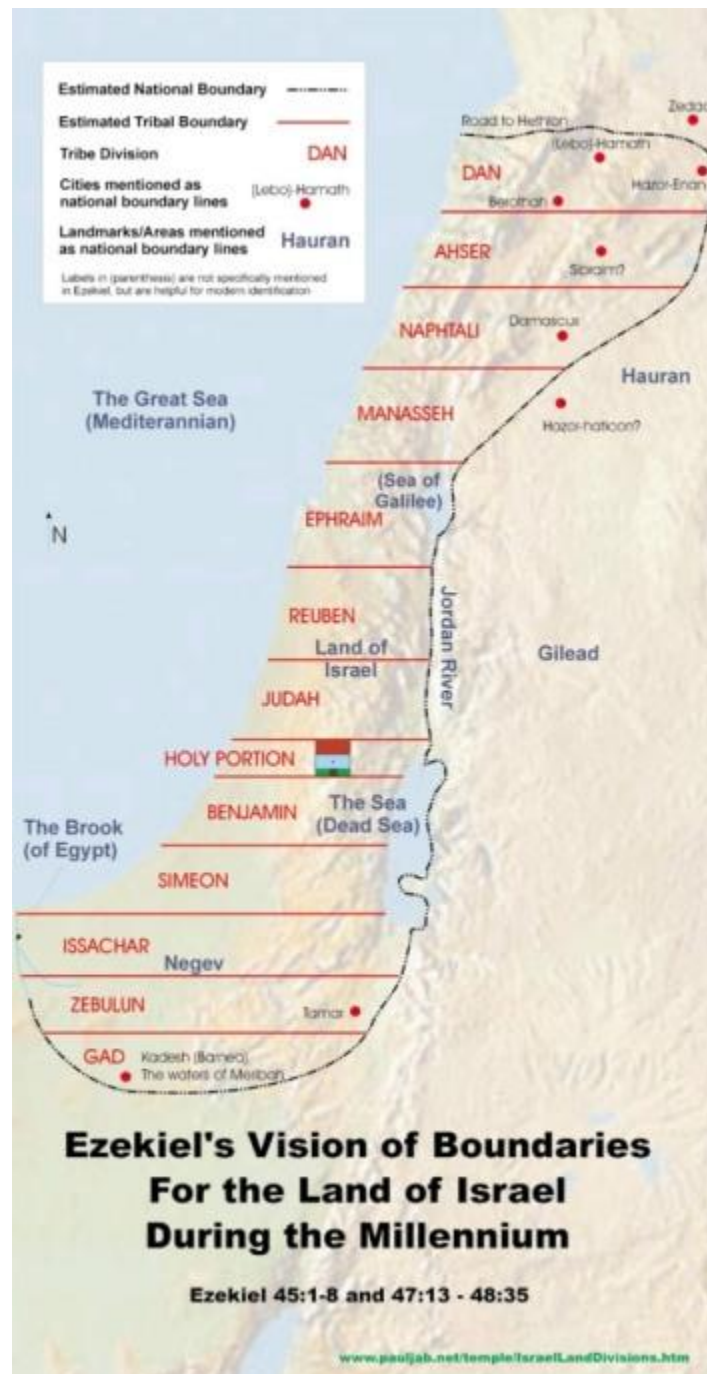 Estimated National Boundary
Estimated Tribal Boundary
Tribe Division DAN
Cities mentioned as
national boundary lines
(Lebo)-Hamath
Landmarks/Areas mentioned
as national boundary lines
Hauran
Labels in (parenthesis) are not specifically mentioned
in Ezekiel, but are helpful for modern identification
Zedad
Road to Hethlon
(Lebo)-Hamath
DAN
Hazor-Enan
Berothah
AHSER
Sibraim?
NAPHTALI
Damascus
Hauran
The Great Sea
(Mediterannian)
MANASSEH
Hazor-haticon?
(Sea of
Galilee)
N
EPHRAIM
Jordan River
REUBEN
Land of
Israel
Gilead
JUDAH
HOLY PORTION
BENJAMIN
The Sea
(Dead Sea)
The Brook
(of Egypt)
SIMEON
ISSACHAR
Negev
ZEBULUN
Tamar
GAD
Kadesh (Barnea)
The waters of Meribah
Ezekiel's Vision of Boundaries
For the Land of Israel
During the Millennium
Ezekiel 45:1-8 and 47:13 - 48:35
www.pauljab.net/temple/IsraelLandDivisions.htm